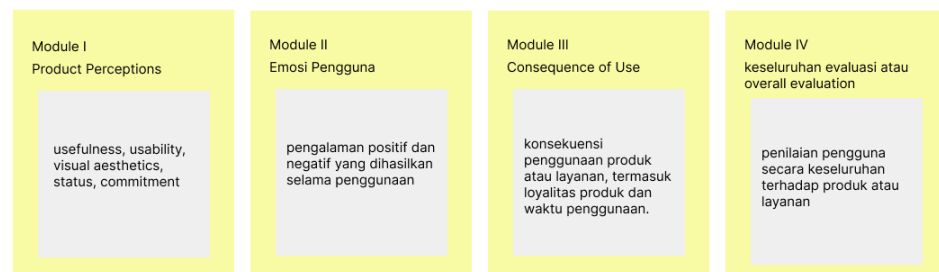 Module I
Product Perceptions
usefulness, usability,
visual aesthetics,
status, commitment
Module II
Emosi Pengguna
pengalaman positif dan
negatif yang dihasilkan
selama penggunaan
Module III
Consequence of Use
konsekuensi
penggunaan produk
atau layanan, termasuk
loyalitas produk dan
waktu penggunaan.
Module IV
keseluruhan evaluasi atau
overall evaluation
penilaian pengguna
secara keseluruhan
terhadap produk atau
layanan